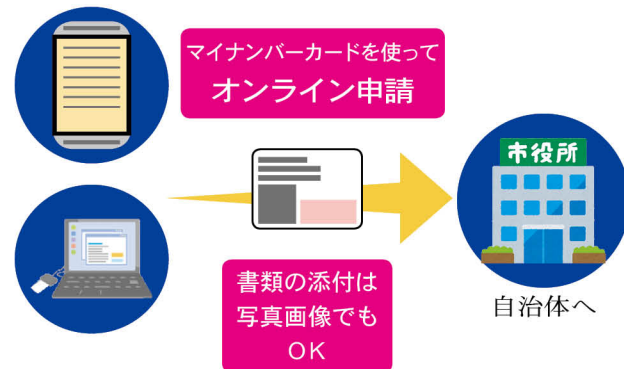 マイナンバーカードを使って
オンライン申請
市役所
書類の添付は
写真画像でも
OK
自治体へ